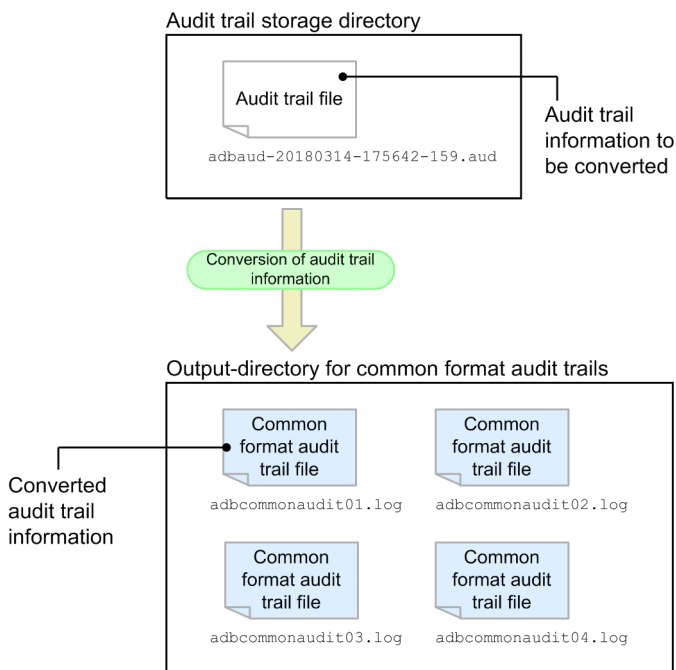 Audit trail storage directory
Audit trail file
adbaud-20180314-175642-159.aud
Audit trail
information to
be converted
Conversion of audit trail
information
Output-directory for common format audit trails
Common
format audit
trail file
adbcommonaudit01.log
Common
format audit
trail file
adbcommonaudit02.log
Converted
audit trail
information
Common
format audit
trail file
adbcommonaudit03.log
Common
format audit
trail file
adbcommonaudit04.log